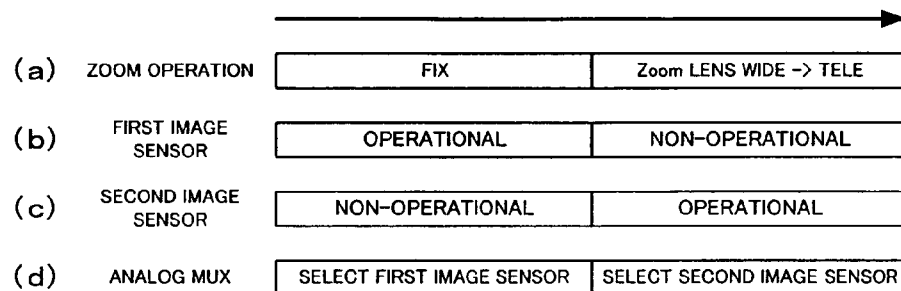 (a) ZOOM OPERATION FIX Zoom LENS WIDE -> TELE
(b) FIRST IMAGE SENSOR OPERATIONAL NON-OPERATIONAL
(c) SECOND IMAGE SENSOR NON-OPERATIONAL OPERATIONAL
(d) ANALOG MUX SELECT FIRST IMAGE SENSOR SELECT SECOND IMAGE SENSOR